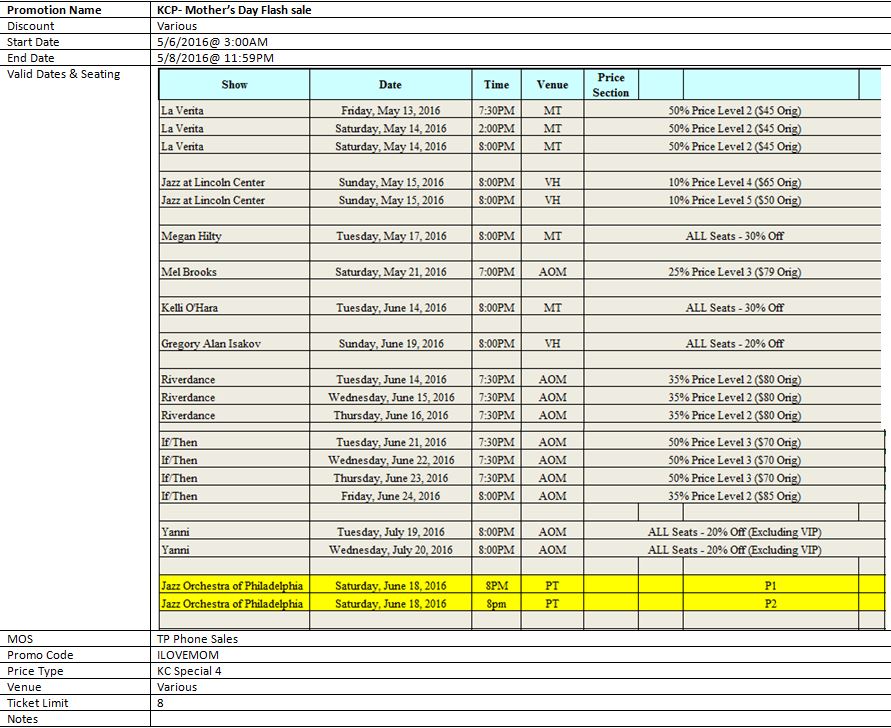 Promotion Name KCP- Mother's Day Flash sale
Discount Various
Start Date 5/6/2016@ 3:00AM
End Date 5/8/2016@ 11:59PM
Valid Dates & Seating
Show Date Time Venue Price Section
La Verita Friday, May 13, 2016 7:30PM MT 50% Price Level 2 ($45 Orig)
La Verita Saturday, May 14, 2016 2:00PM MT 50% Price Level 2 ($45 Orig)
La Verita Saturday, May 14, 2016 8:00PM MT 50% Price Level 2 ($45 Orig)
Jazz at Lincoln Center Sunday, May 15, 2016 8:00PM VH 10% Price Level 4 ($65 Orig)
Jazz at Lincoln Center Sunday, May 15, 2016 8:00PM VH 10% Price Level 5 ($50 Orig)
Megan Hilty Tuesday, May 17, 2016 8:00PM MT ALL Seats - 30% Off
Mel Brooks Saturday, May 21, 2016 7:00PM AOM 25% Price Level 3 ($79 Orig)
Kelli O'Hara Tuesday, June 14, 2016 8:00PM MT ALL Seats - 30% Off
Gregory Alan Isakov Sunday, June 19, 2016 8:00PM VH ALL Seats - 20% Off
Riverdance Tuesday, June 14, 2016 7:30PM AOM 35% Price Level 2 ($80 Orig)
Riverdance Wednesday, June 15, 2016 7:30PM AOM 35% Price Level 2 ($80 Orig)
Riverdance Thursday, June 16, 2016 7:30PM AOM 35% Price Level 2 ($80 Orig)
If/Then Tuesday, June 21, 2016 7:30PM AOM 50% Price Level 3 ($70 Orig)
If/Then Wednesday, June 22, 2016 7:30PM AOM 50% Price Level 3 ($70 Orig)
If/Then Thursday, June 23, 2016 7:30PM AOM 50% Price Level 3 ($70 Orig)
If/Then Friday, June 24, 2016 8:00PM AOM 35% Price Level 2 ($85 Orig)
Yanni Tuesday, July 19, 2016 8:00PM AOM ALL Seats - 20% Off (Excluding VIP)
Yanni Wednesday, July 20, 2016 8:00PM AOM ALL Seats - 20% Off (Excluding VIP)
Jazz Orchestra of Philadelphia Saturday, June 18, 2016 8PM PT P1
Jazz Orchestra of Philadelphia Saturday, June 18, 2016 8pm PT P2
MOS TP Phone Sales
Promo Code ILOVEMOM
Price Type KC Special 4
Venue Various
Ticket Limit 8
Notes